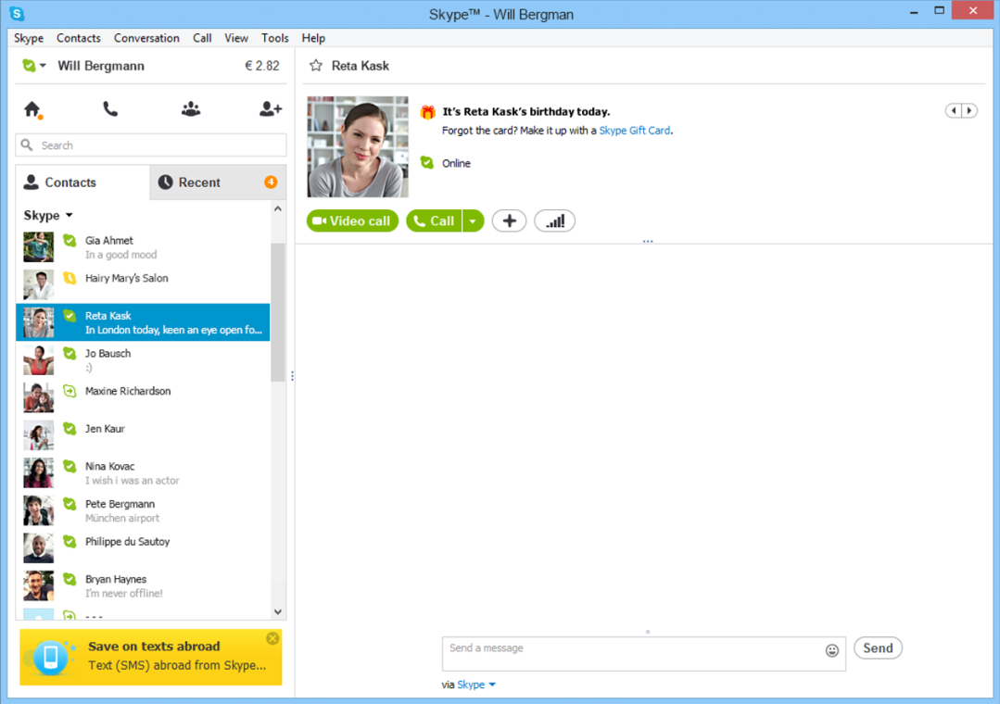 Skype™ - Will Bergman
Skype Contacts Conversation Call View Tools Help
Will Bergmann € 2.82
Search
Contacts
Recent 4
Skype
Gia Ahmet
In a good mood
Hairy Mary's Salon
Reta Kask
In London today, keen an eye open fo...
Jo Bausch
:)
Maxine Richardson
Jen Kaur
Nina Kovac
I wish i was an actor
Pete Bergmann
München airport
Philippe du Sautoy
Bryan Haynes
I'm never offline!
Save on texts abroad
Text (SMS) abroad from Skype...
Reta Kask
It's Reta Kask's birthday today.
Forgot the card? Make it up with a Skype Gift Card.
Online
Video call
Call
Send a message
Send
via Skype